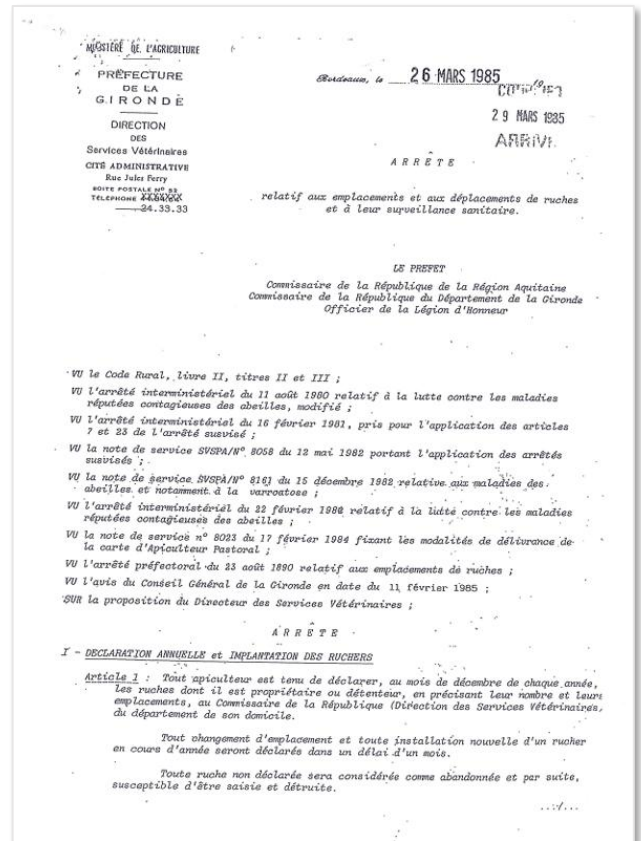 MINISTÈRE DE L'AGRICULTURE
PRÉFECTURE
DE LA
GIRONDE
DIRECTION
DES
Services Vétérinaires
CITÉ ADMINISTRATIVE
Rue Jules Ferry
BOITE POSTALE Nº
TÉLÉPHONE
24.33.33
Bordeaux, le 26 MARS 1985
29 MARS 1985
ARRIVÉ
ARRÊTE
relatif aux emplacements et aux déplacements de ruches
et à leur surveillance sanitaire.
LE PREFET
Commissaire de la République de la Région Aquitaine
Commissaire de la République du Département de la Gironde
Officier de la Légion d'Honneur
VU le Code Rural, livre II, titres II et III ;
VU l'arrêté interministériel du 11 août 1980 relatif à la lutte contre les maladies
réputées contagieuses des abeilles, modifié ;
VU l'arrêté interministériel du 16 février 1981, pris pour l'application des articles
7 et 23 de l'arrêté susvisé ;
VU la note de service SVSPA/Nº 8058 du 12 mai 1982 portant l'application des arrêtés
susvisés ;
VU la note de service SVSPA/Nº 8161 du 15 décembre 1982 relative aux maladies des
abeilles et notamment à la varroatose ;
VU l'arrêté interministériel du 22 février relatif à la lutte contre les maladies
réputées contagieuses des abeilles ;
VU la note de service nº 8023 du 17 février 1984 fixant les modalités de délivrance de
la carte d'Apiculteur Pastoral ;
VU l'arrêté préfectoral du 23 août 1890 relatif aux emplacements de ruches ;
VU l'avis du Conseil Général de la Gironde en date du 11 février 1985 ;
SUR la proposition du Directeur des Services Vétérinaires ;
ARRÊTE
I - DECLARATION ANNUELLE et IMPLANTATION DES RUCHERS
Article 1 : Tout apiculteur est tenu de déclarer, au mois de décembre de chaque année,
les ruches dont il est propriétaire ou détenteur, en précisant leur nombre et leurs
emplacements, au Commissaire de la République (Direction des Services Vétérinaires,
du département de son domicile.
Tout changement d'emplacement et toute installation nouvelle d'un rucher
en cours d'année seront déclarés dans un délai d'un mois.
Toute ruche non déclarée sera considérée comme abandonnée et par suite,
susceptible d'être saisie et détruite.
../...